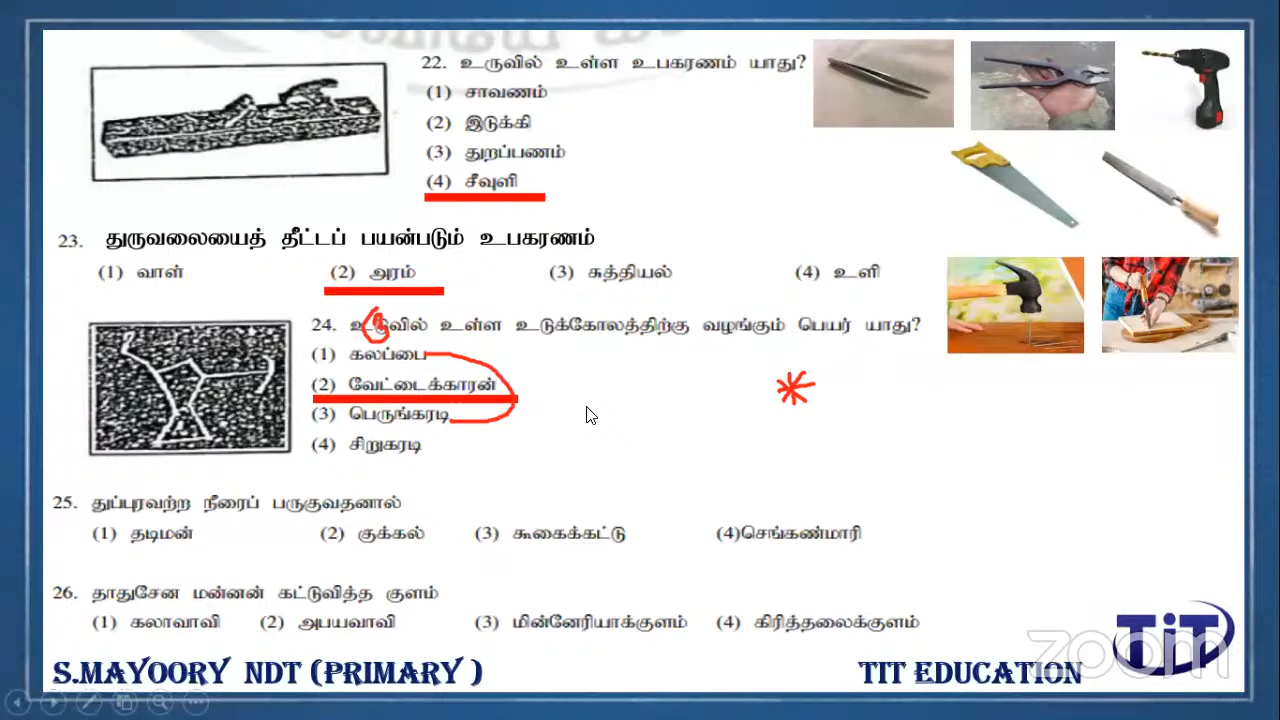 22. உருவில் உள்ள உபகரணம் யாது?
(1) சாவணம்
(2) இடுக்கி
(3) துறப்பணம்
(4) சீவுளி
23. துருவலையைத் தீட்டப் பயன்படும் உபகரணம்
(1) வாள் (2) அரம் (3) சுத்தியல் (4) உளி
24. உருவில் உள்ள உடுக்கோலத்திற்கு வழங்கும் பெயர் யாது?
(1) கலப்பை
(2) வேட்டைக்காரன்
(3) பெருங்கரடி
(4) சிறுகரடி
25. துப்புரவற்ற நீரைப் பருகுவதனால்
(1) தடிமன் (2) குக்கல் (3) கூகைக்கட்டு (4)செங்கண்மாரி
26. தாதுசேன மன்னன் கட்டுவித்த குளம்
(1) கலாவாவி (2) அபயவாவி (3) மின்னேரியாக்குளம் (4) கிரித்தலைக்குளம்
TiT
zoom
S.MAYOORY NDT (PRIMARY ) TIT EDUCATION